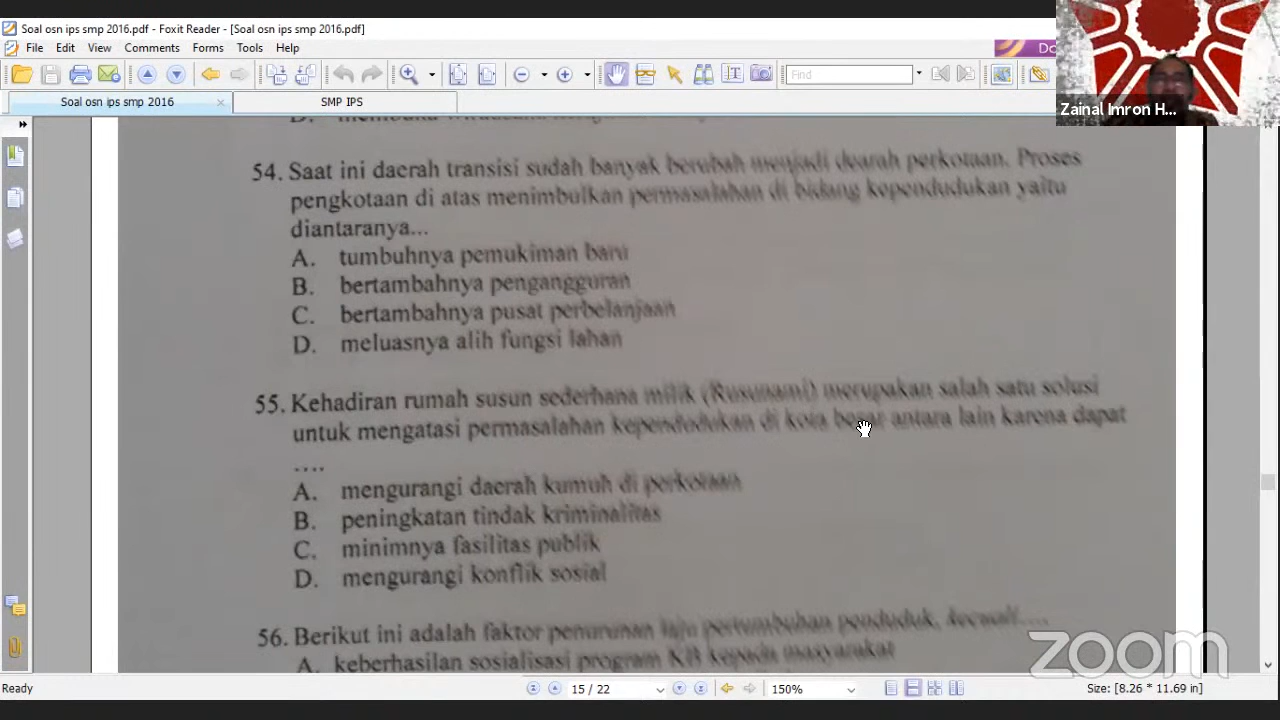 Soal osn ips smp 2016.pdf - Foxit Reader - [Soal osn ips smp 2016.pdf]
File Edit View Comments Forms Tools Help
Find
Zainal Imron H...
Soal osn ips smp 2016 SMP IPS
54. Saat ini daerah transisi sudah banyak berubah menjadi dearah perkotaan. Proses
pengkotaan di atas menimbulkan permasalahan di bidang kependudukan yaitu
diantaranya...
A. tumbuhnya pemukiman baru
B. bertambahnya pengangguran
C. bertambahnya pusat perbelanjaan
D. meluasnya alih fungsi lahan
55. Kehadiran rumah susun sederhana milik (Rusunami) merupakan salah satu solusi
untuk mengatasi permasalahan kependudukan di kota besar antara lain karena dapat
....
A. mengurangi daerah kumuh di perkotaan
B. peningkatan tindak kriminalitas
C. minimnya fasilitas publik
D. mengurangi konflik sosial
56. Berikut ini adalah faktor penurunan laju pertumbuhan penduduk, kecuali....
A. keberhasilan sosialisasi program KB kepada masyarakat
zoom
Ready 15 / 22 150% Size: [8.26 * 11.69 in]